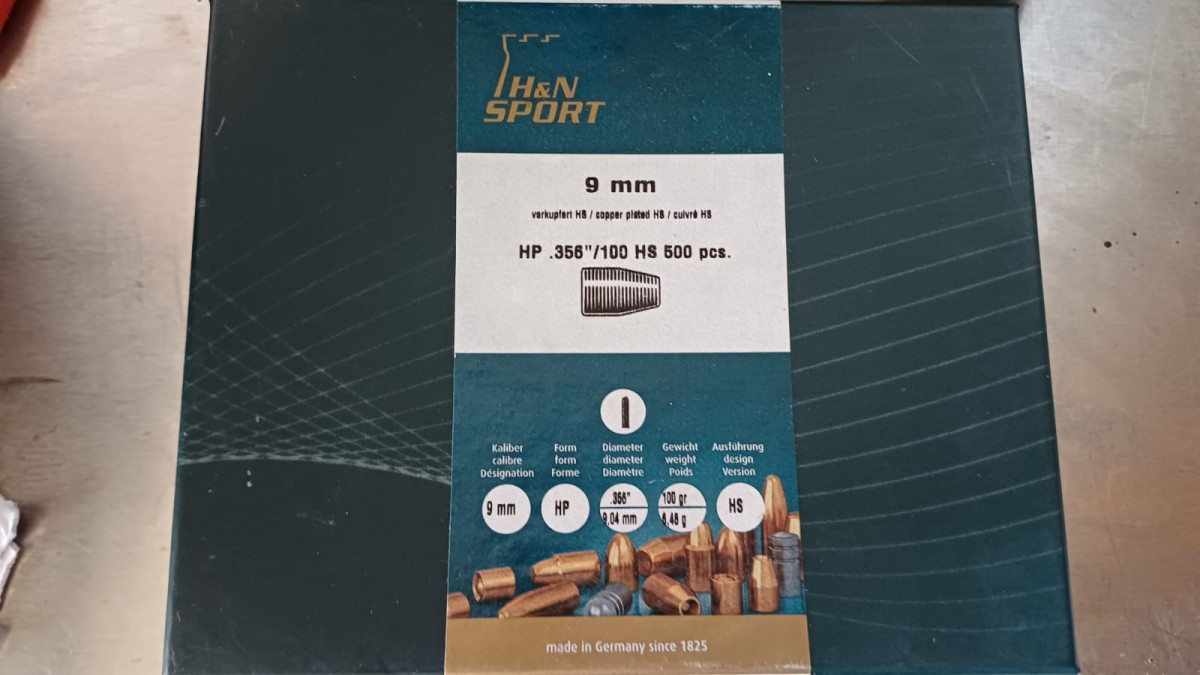 H&N
SPORT
9 mm
verkupfert HS / copper plated HS / cuivré HS
HP .356"/100 HS 500 pcs.
Kaliber
calibre
Désignation
Form
form
Forme
Diameter
diameter
Diamètre
Gewicht
weight
Poids
Ausführung
design
Version
9 mm
HP
.356"
9.04 mm
100 gr
6,48 g
HS
made in Germany since 1825